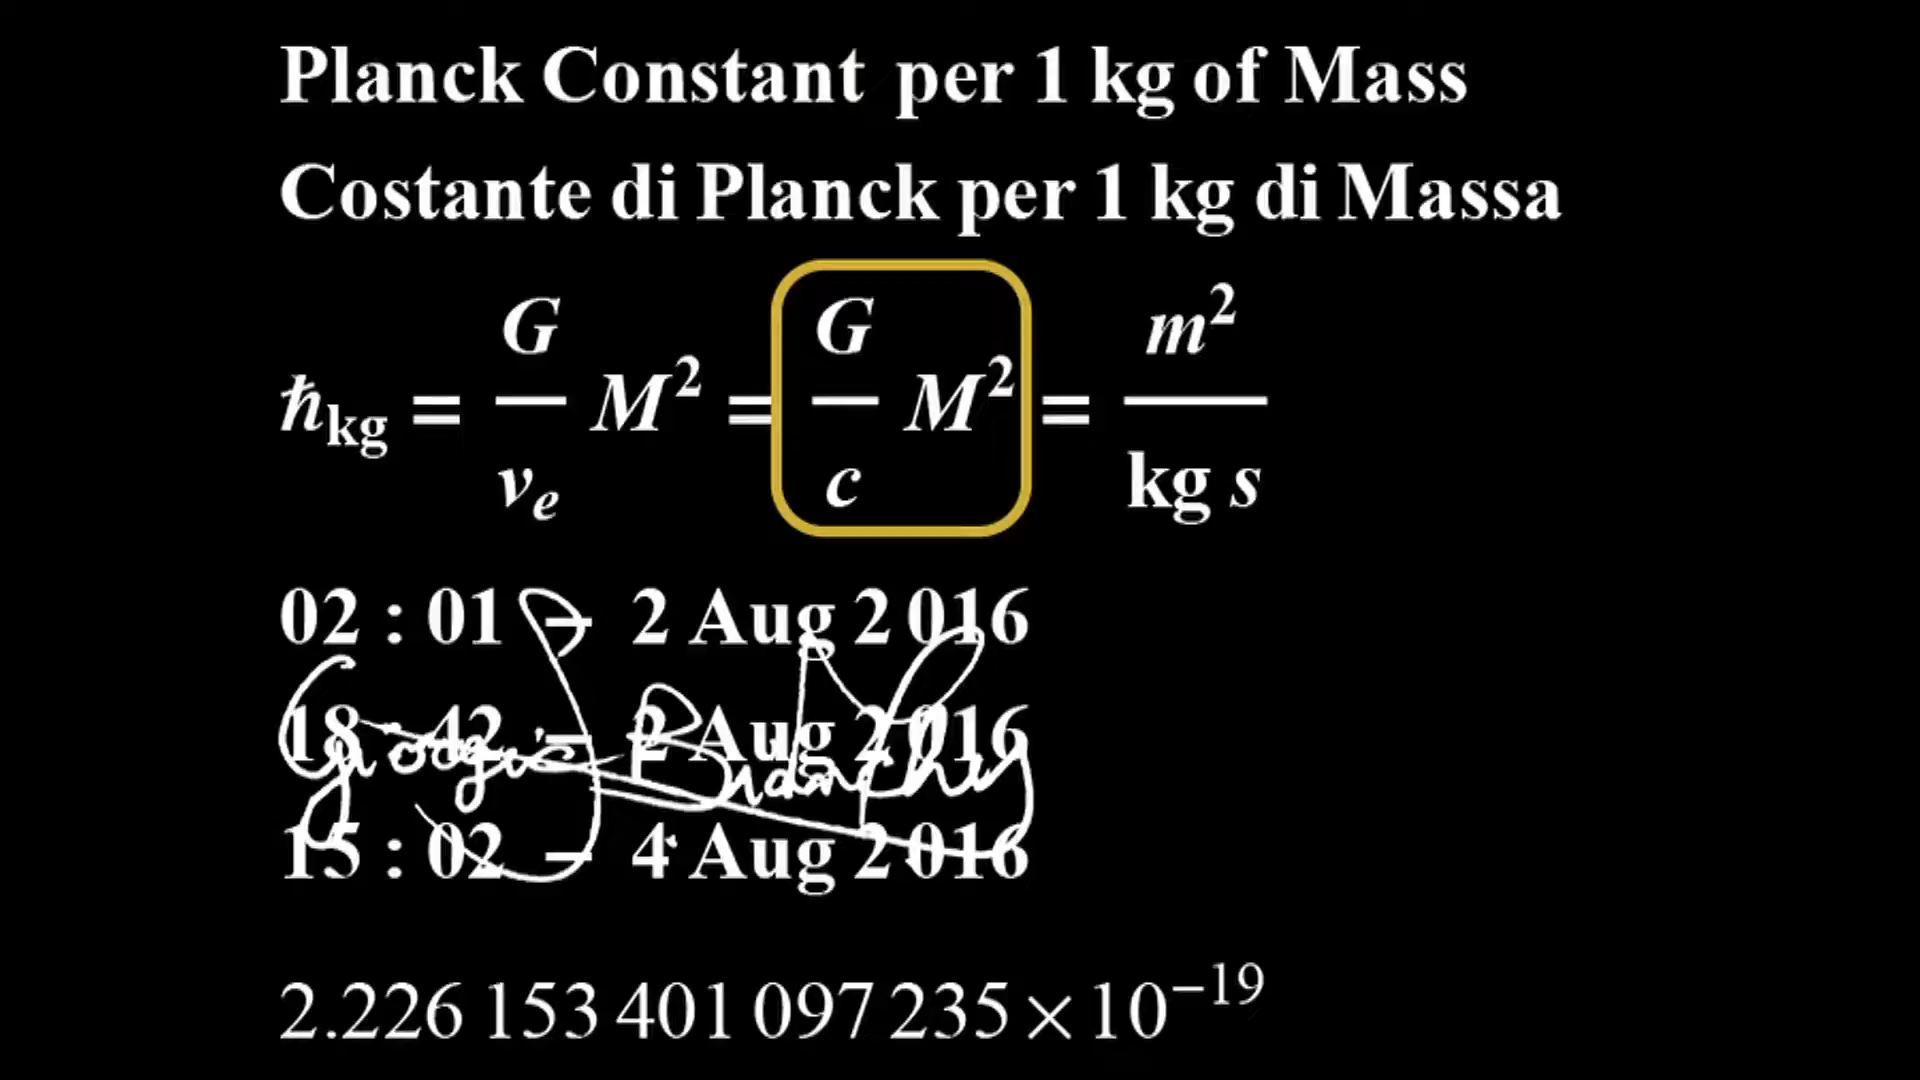 Planck Constant per 1 kg of Mass
Costante di Planck per 1 kg di Massa
ℏkg = G/vₑ M² = G/c M² = m²/kg s
02 : 01 – 2 Aug 2016
18 : 42 – 2 Aug 2016
15 : 02 – 4 Aug 2016
2.226 153 401 097 235 × 10⁻¹⁹